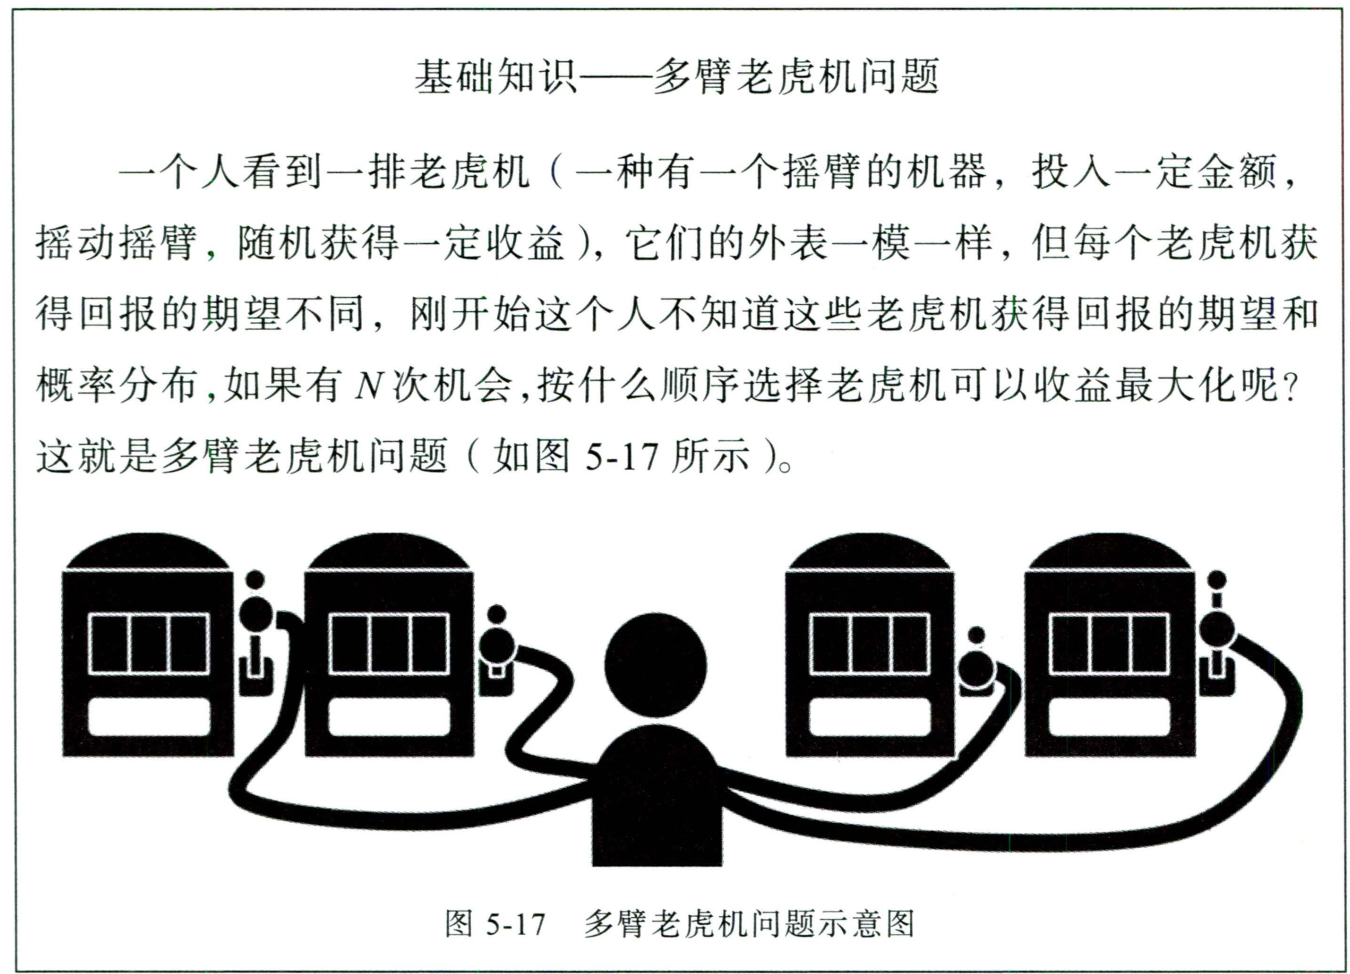 基础知识——多臂老虎机问题
一个人看到一排老虎机（一种有一个摇臂的机器，投入一定金额，
摇动摇臂，随机获得一定收益），它们的外表一模一样，但每个老虎机获
得回报的期望不同，刚开始这个人不知道这些老虎机获得回报的期望和
概率分布，如果有 N 次机会，按什么顺序选择老虎机可以收益最大化呢？
这就是多臂老虎机问题（如图 5-17 所示）。
图 5-17 多臂老虎机问题示意图